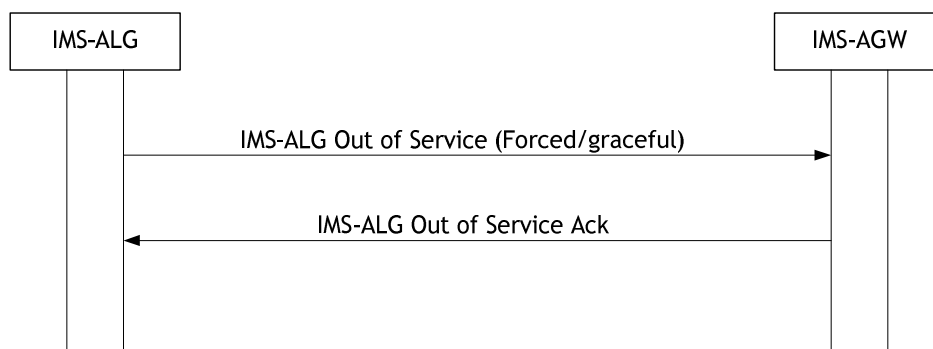 IMS-ALG
IMS-AGW
IMS-ALG Out of Service (Forced/graceful)
IMS-ALG Out of Service Ack